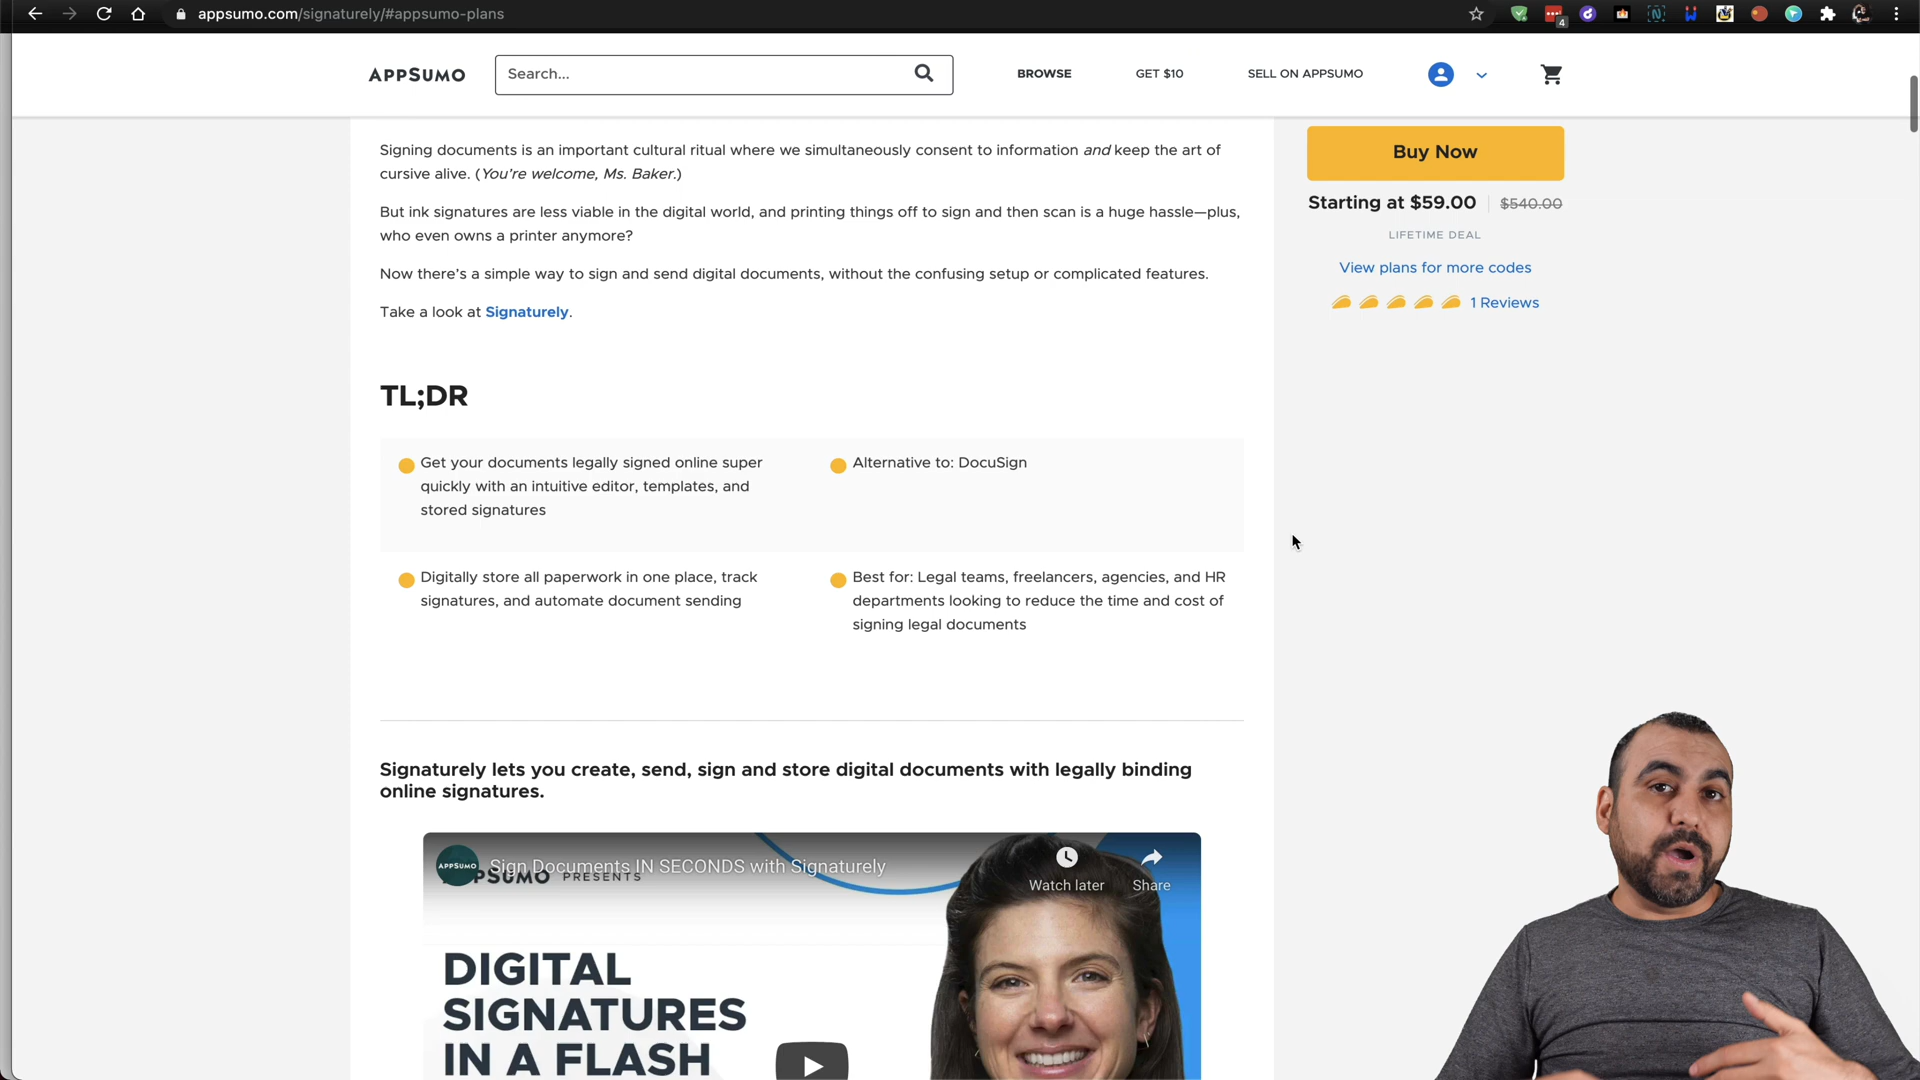 appsumo.com/signaturely/#appsumo-plans
4
APPSUMO
Search...
BROWSE
GET $10
SELL ON APPSUMO
Signing documents is an important cultural ritual where we simultaneously consent to information and keep the art of
cursive alive. (You're welcome, Ms. Baker.)
But ink signatures are less viable in the digital world, and printing things off to sign and then scan is a huge hassle—plus,
who even owns a printer anymore?
Now there's a simple way to sign and send digital documents, without the confusing setup or complicated features.
Take a look at Signaturely.
Buy Now
Starting at $59.00 $540.00
LIFETIME DEAL
View plans for more codes
1 Reviews
TL;DR
Get your documents legally signed online super
quickly with an intuitive editor, templates, and
stored signatures
Alternative to: DocuSign
Digitally store all paperwork in one place, track
signatures, and automate document sending
Best for: Legal teams, freelancers, agencies, and HR
departments looking to reduce the time and cost of
signing legal documents
Signaturely lets you create, send, sign and store digital documents with legally binding
online signatures.
APPSUMO
Sign Documents IN SECONDS with Signaturely
APPSUMO PRESENTS
Watch later
Share
DIGITAL
SIGNATURES
IN A FLASH